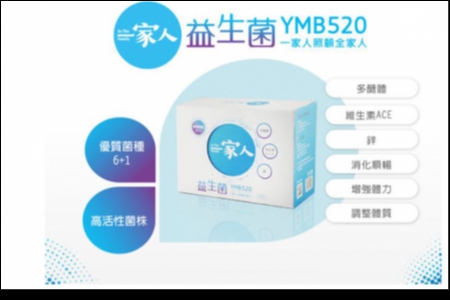 一家人
益生菌 YMB520
一家人照顧全家人
優質菌種
6+1
高活性菌株
一家人
益生菌 YMB520
多醣體
維生素ACE
鋅
消化順暢
增強體力
調整體質